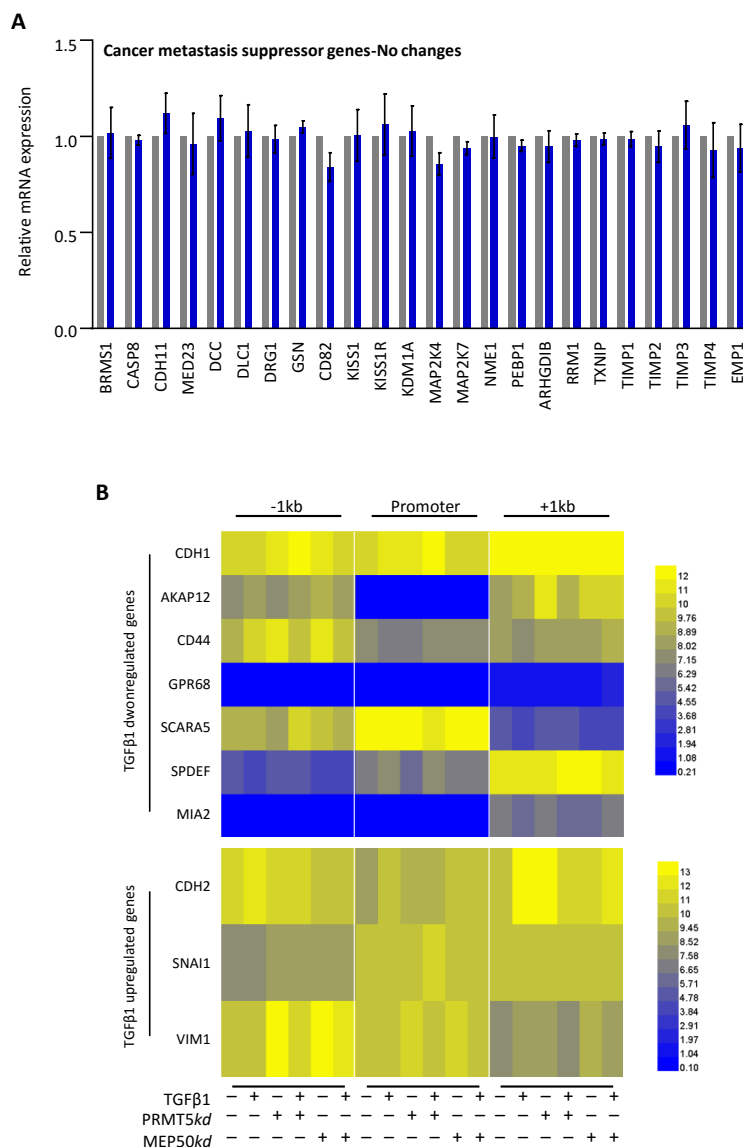 A
Cancer metastasis suppressor genes-No changes
Relative mRNA expression
1.5
1.0
0.5
0.0
BRMS1
CASP8
CDH11
MED23
DCC
DLC1
DRG1
GSN
CD82
KISS1
KISS1R
KDM1A
MAP2K4
MAP2K7
NME1
PEBP1
ARHGDIB
RRM1
TXNIP
TIMP1
TIMP2
TIMP3
TIMP4
EMP1
B
-1kb Promoter +1kb
TGFβ1 dwonregulated genes
CDH1
AKAP12
CD44
GPR68
SCARA5
SPDEF
MIA2
12
11
10
9.76
8.89
8.02
7.15
6.29
5.42
4.55
3.68
2.81
1.94
1.08
0.21
TGFβ1 upregulated genes
CDH2
SNAI1
VIM1
13
12
11
10
9.45
8.52
7.58
6.65
5.71
4.78
3.84
2.91
1.97
1.04
0.10
TGFβ1 – + – + – + – + – + – + – + – + – +
PRMT5kd – – + + – – – – + + – – – – + + – –
MEP50kd – – – – + + – – – – + + – – – – + +